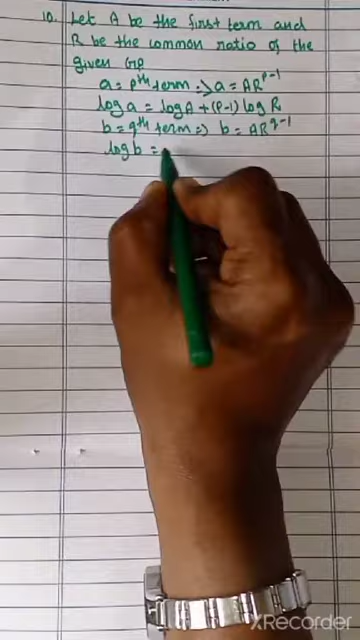 10. Let A be the first term and
R be the common ratio of the
given GP
a = pth term => a = AR^p-1
log a = log A + (P-1) log R
b = qth term => b = AR^q-1
log b =
XRecorder